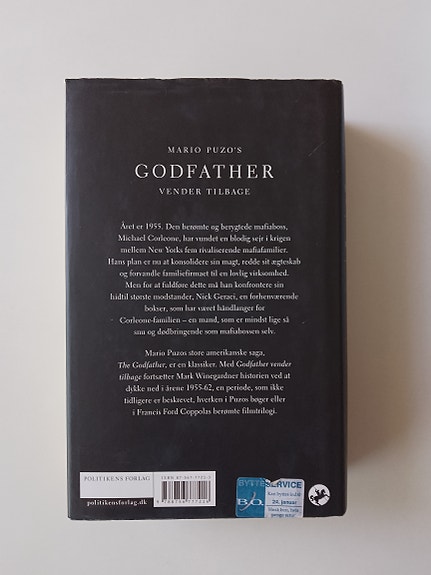 MARIO PUZO'S
GODFATHER
VENDER TILBAGE
Året er 1955. Den berømte og berygtede mafiaboss,
Michael Corleone, har vundet en blodig sejr i krigen
mellem New Yorks fem rivaliserende mafiafamilier.
Hans plan er nu at konsolidere sin magt, redde sit ægteskab
og forvandle familiefirmaet til en lovlig virksomhed.
Men for at fuldføre dette må han konfrontere sin
hidtil største modstander, Nick Geraci, en forhenværende
bokser, som har været håndlanger for
Corleone-familien – en mand, som er mindst lige så
snu og dødbringende som mafiabossen selv.
Mario Puzos store amerikanske saga,
The Godfather, er en klassiker. Med Godfather vender
tilbage fortsætter Mark Winegardner historien ved at
dykke ned i årene 1955-62, en periode, som ikke
tidligere er beskrevet, hverken i Puzos bøger eller
i Francis Ford Coppolas berømte filmtrilogi.
POLITIKENS FORLAG
politikensforlag.dk
BYTTESERVICE
B.O.
Kan byttes indtil
24. januar